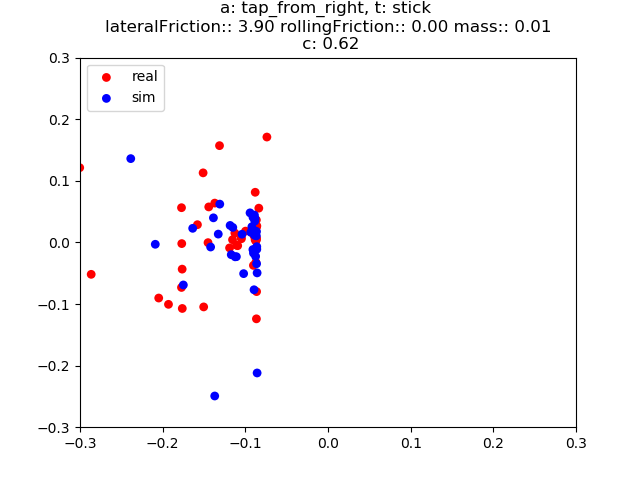 a: tap_from_right, t: stick
lateralFriction:: 3.90 rollingFriction:: 0.00 mass:: 0.01
c: 0.62
real
sim
0.3
0.2
0.1
0.0
−0.1
−0.2
−0.3
−0.3 −0.2 −0.1 0.0 0.1 0.2 0.3